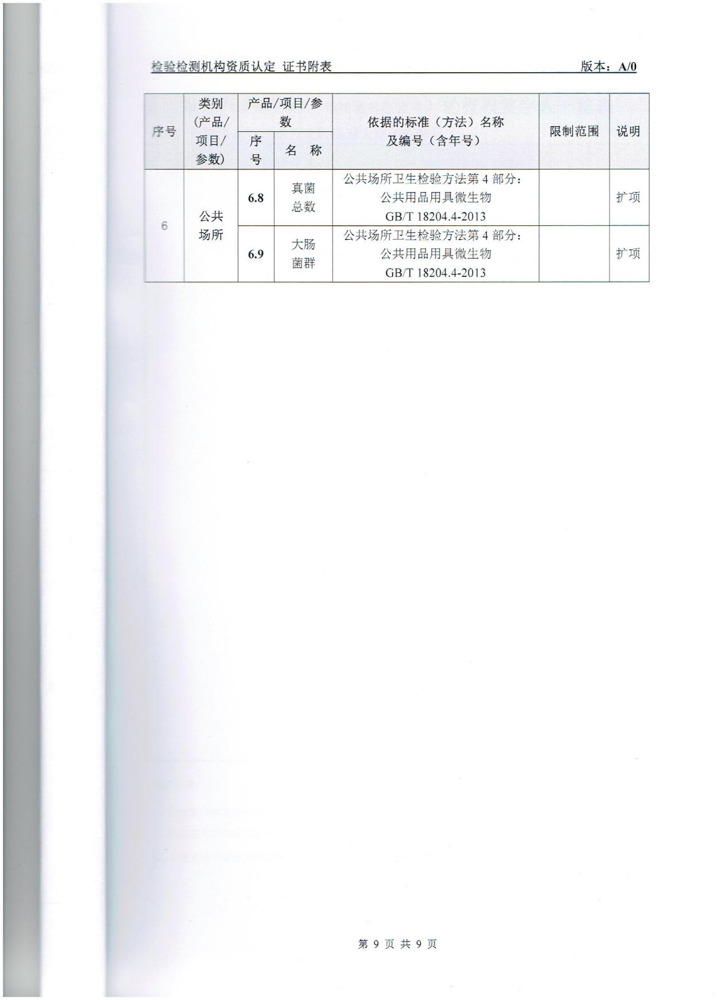 检验检测机构资质认定 证书附表
版本：A/0
序号
类别
(产品/
项目/
参数)
产品/项目/参
数
序
号
名 称
依据的标准（方法）名称
及编号（含年号）
限制范围
说明
6
公共
场所
6.8
真菌
总数
公共场所卫生检验方法第 4 部分：
公共用品用具微生物
GB/T 18204.4-2013
扩项
6.9
大肠
菌群
公共场所卫生检验方法第 4 部分：
公共用品用具微生物
GB/T 18204.4-2013
扩项
第 9 页 共 9 页